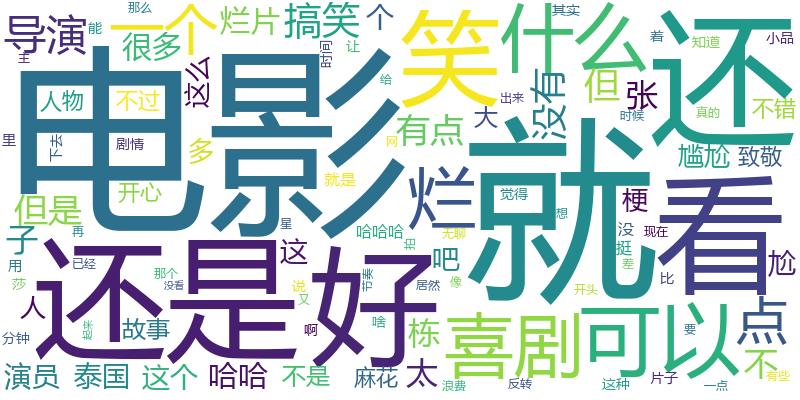 那么
其实
导演
一个
能
很多
烂片
搞笑
个
让
什么
着
还
知道
小品
主
时间
笑
电影
这么
人物
不过
给
没有
但
张
真的
不错
出来
时候
大
里
下去
剧情
多
网
有点
就
尴尬
致敬
开心
就是
烂
觉得
梗
看
但是
星
子
再
哈哈哈
拍
无聊
想
没
现在
挺
差
尬
还是
好
这
吧
用
已经
莎
那个
没看
说
又
节奏
居然
像
开头
比
人
分钟
起来
故事
啊
啥
栋
喜剧
可以
要
点
不
演员
泰国
这个
哈哈
不是
麻花
太
浪费
反转
这种
片子
一点
有些